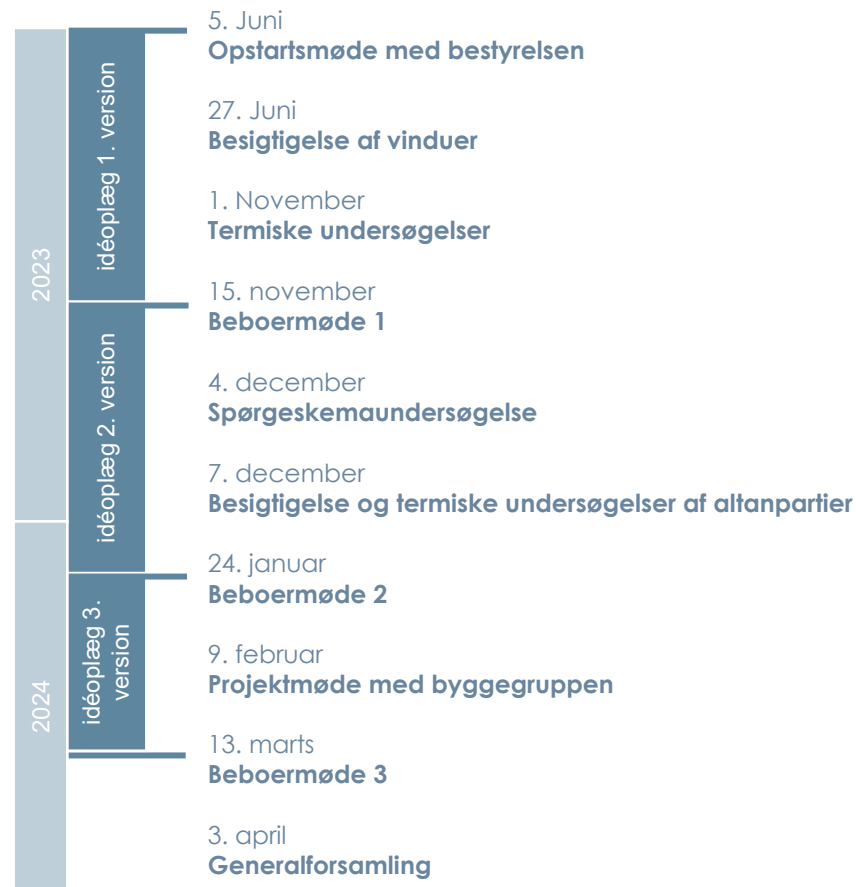 2023
2024
idéoplæg 1. version
idéoplæg 2. version
idéoplæg 3.
version
5. Juni
Opstartsmøde med bestyrelsen
27. Juni
Besigtigelse af vinduer
1. November
Termiske undersøgelser
15. november
Beboermøde 1
4. december
Spørgeskemaundersøgelse
7. december
Besigtigelse og termiske undersøgelser af altanpartier
24. januar
Beboermøde 2
9. februar
Projektmøde med byggegruppen
13. marts
Beboermøde 3
3. april
Generalforsamling